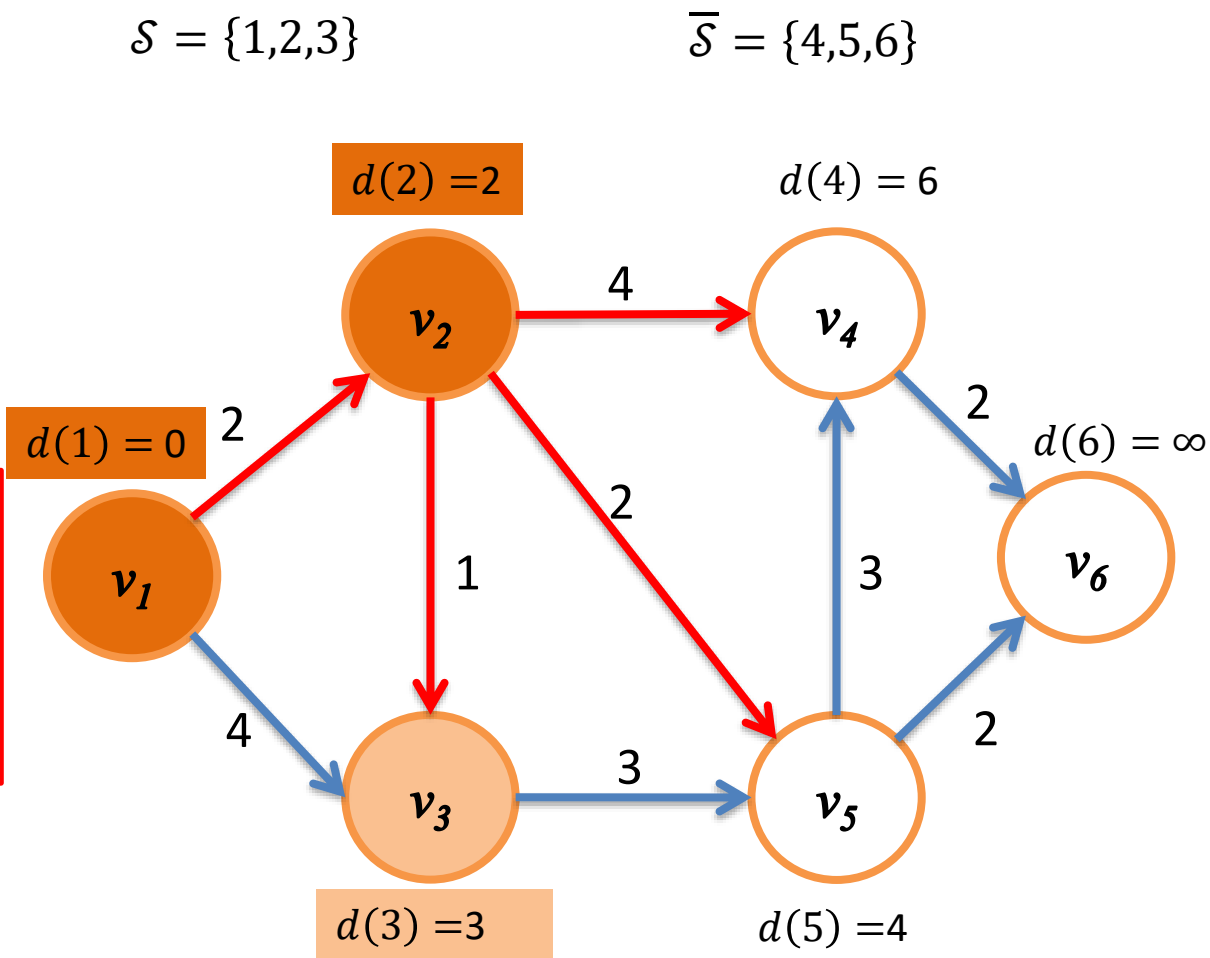 𝒮 = {1,2,3}
𝒮̅ = {4,5,6}
d(2) =2
d(4) = 6
v₂
4
v₄
d(1) = 0
2
2
d(6) = ∞
2
v₁
1
3
v₆
4
3
2
v₃
v₅
d(3) =3
d(5) =4